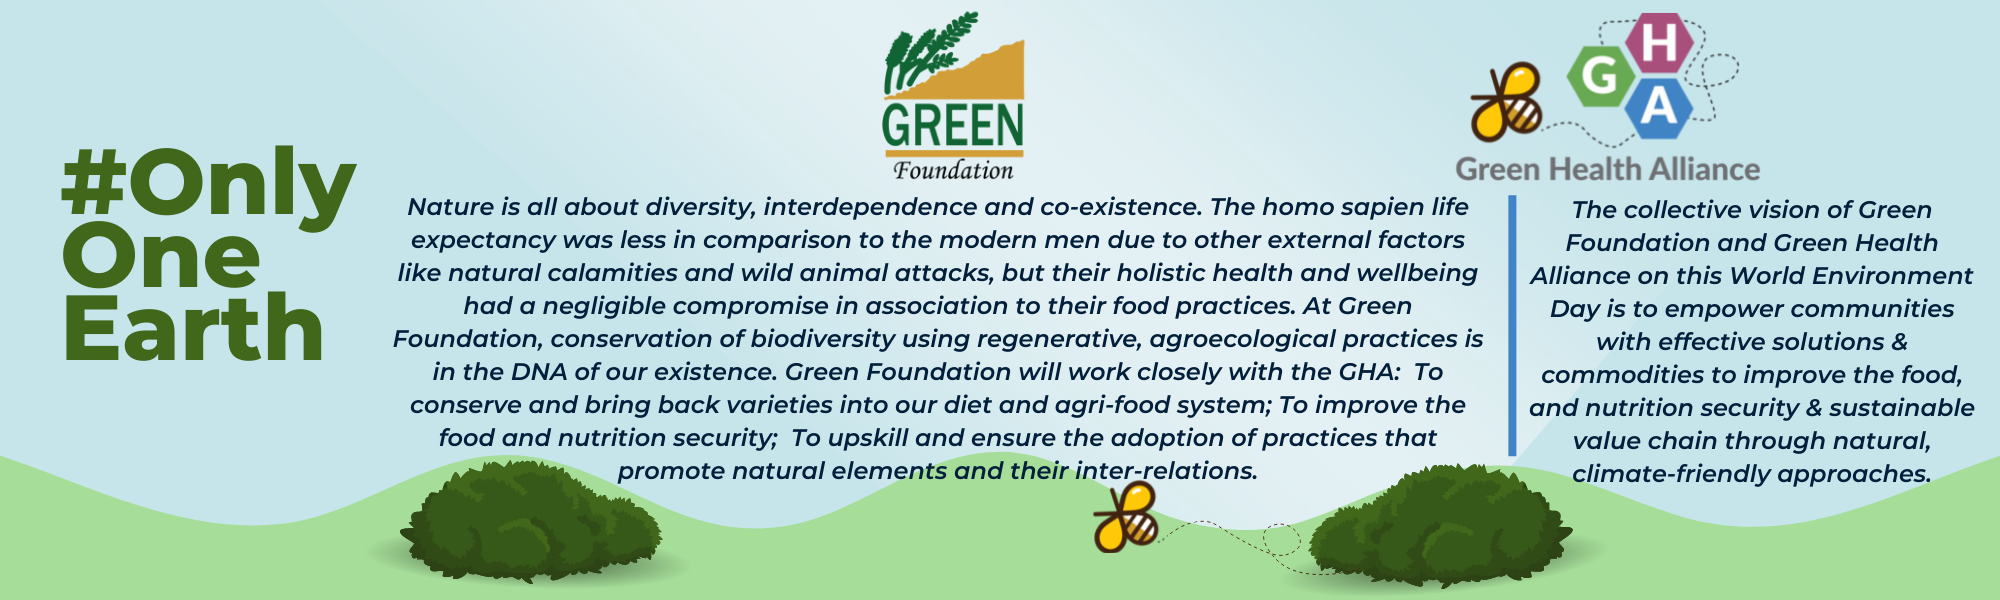 #Only
One
Earth
GREEN
Foundation
Nature is all about diversity, interdependence and co-existence. The homo sapien life
expectancy was less in comparison to the modern men due to other external factors
like natural calamities and wild animal attacks, but their holistic health and wellbeing
had a negligible compromise in association to their food practices. At Green
Foundation, conservation of biodiversity using regenerative, agroecological practices is
in the DNA of our existence. Green Foundation will work closely with the GHA:  To
conserve and bring back varieties into our diet and agri-food system; To improve the
food and nutrition security;  To upskill and ensure the adoption of practices that
promote natural elements and their inter-relations.
G H A
Green Health Alliance
The collective vision of Green
Foundation and Green Health
Alliance on this World Environment
Day is to empower communities
with effective solutions &
commodities to improve the food,
and nutrition security & sustainable
value chain through natural,
climate-friendly approaches.